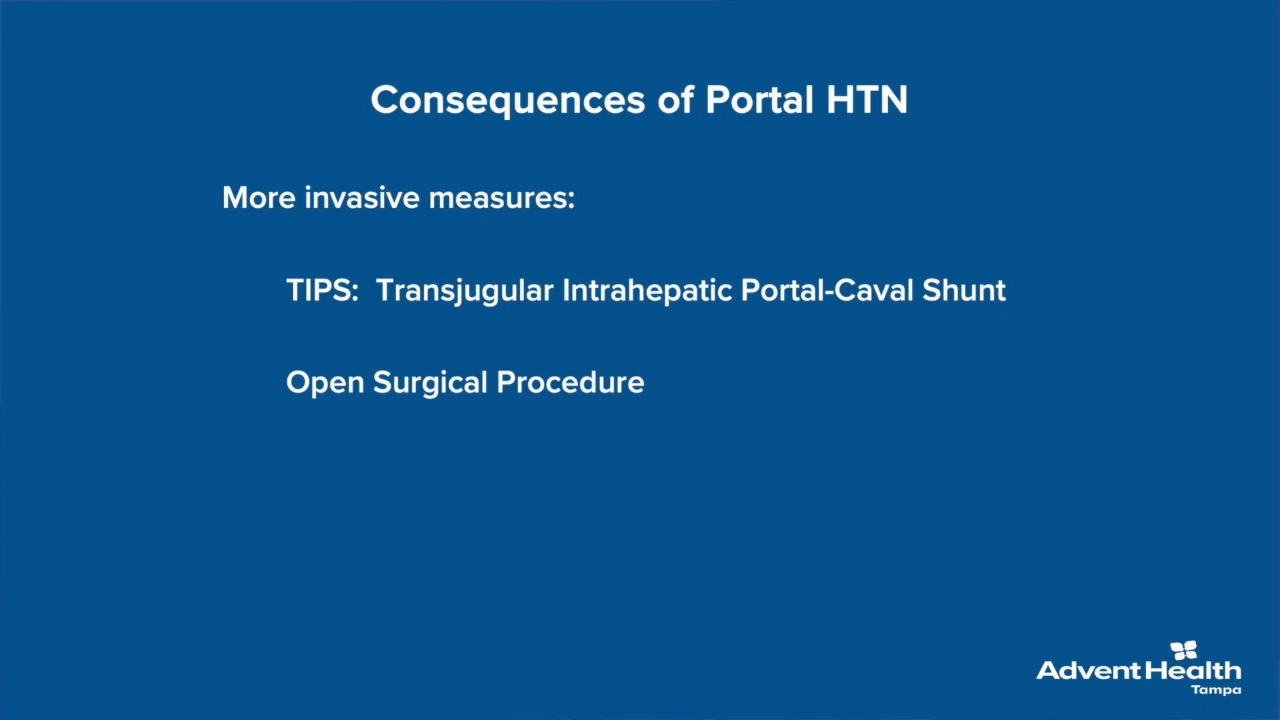 Consequences of Portal HTN
More invasive measures:
TIPS: Transjugular Intrahepatic Portal-Caval Shunt
Open Surgical Procedure
AdventHealth
Tampa